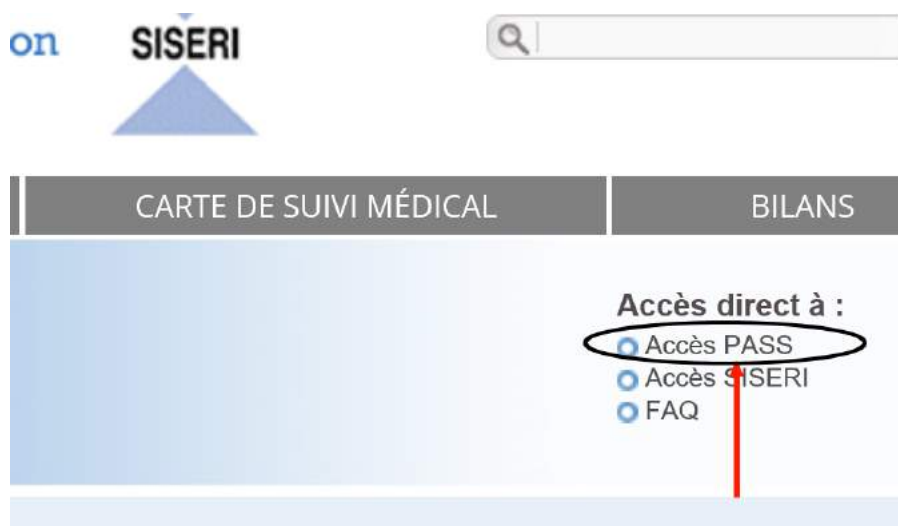 on
SISERI
CARTE DE SUIVI MÉDICAL
BILANS
Accès direct à :
Accès PASS
Accès SISERI
FAQ